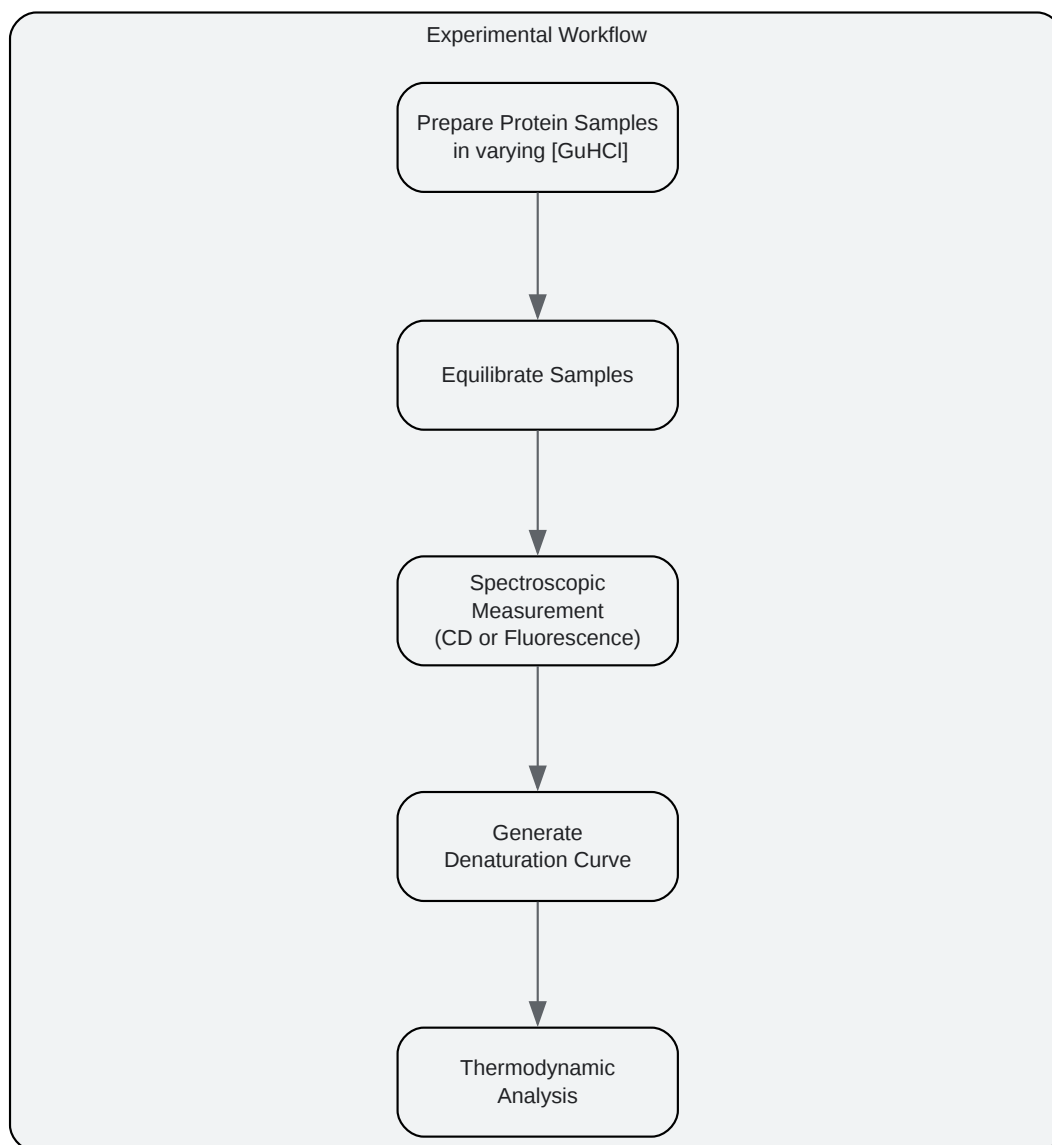 Experimental Workflow
Prepare Protein Samples
in varying [GuHCl]
Equilibrate Samples
Spectroscopic
Measurement
(CD or Fluorescence)
Generate
Denaturation Curve
Thermodynamic
Analysis